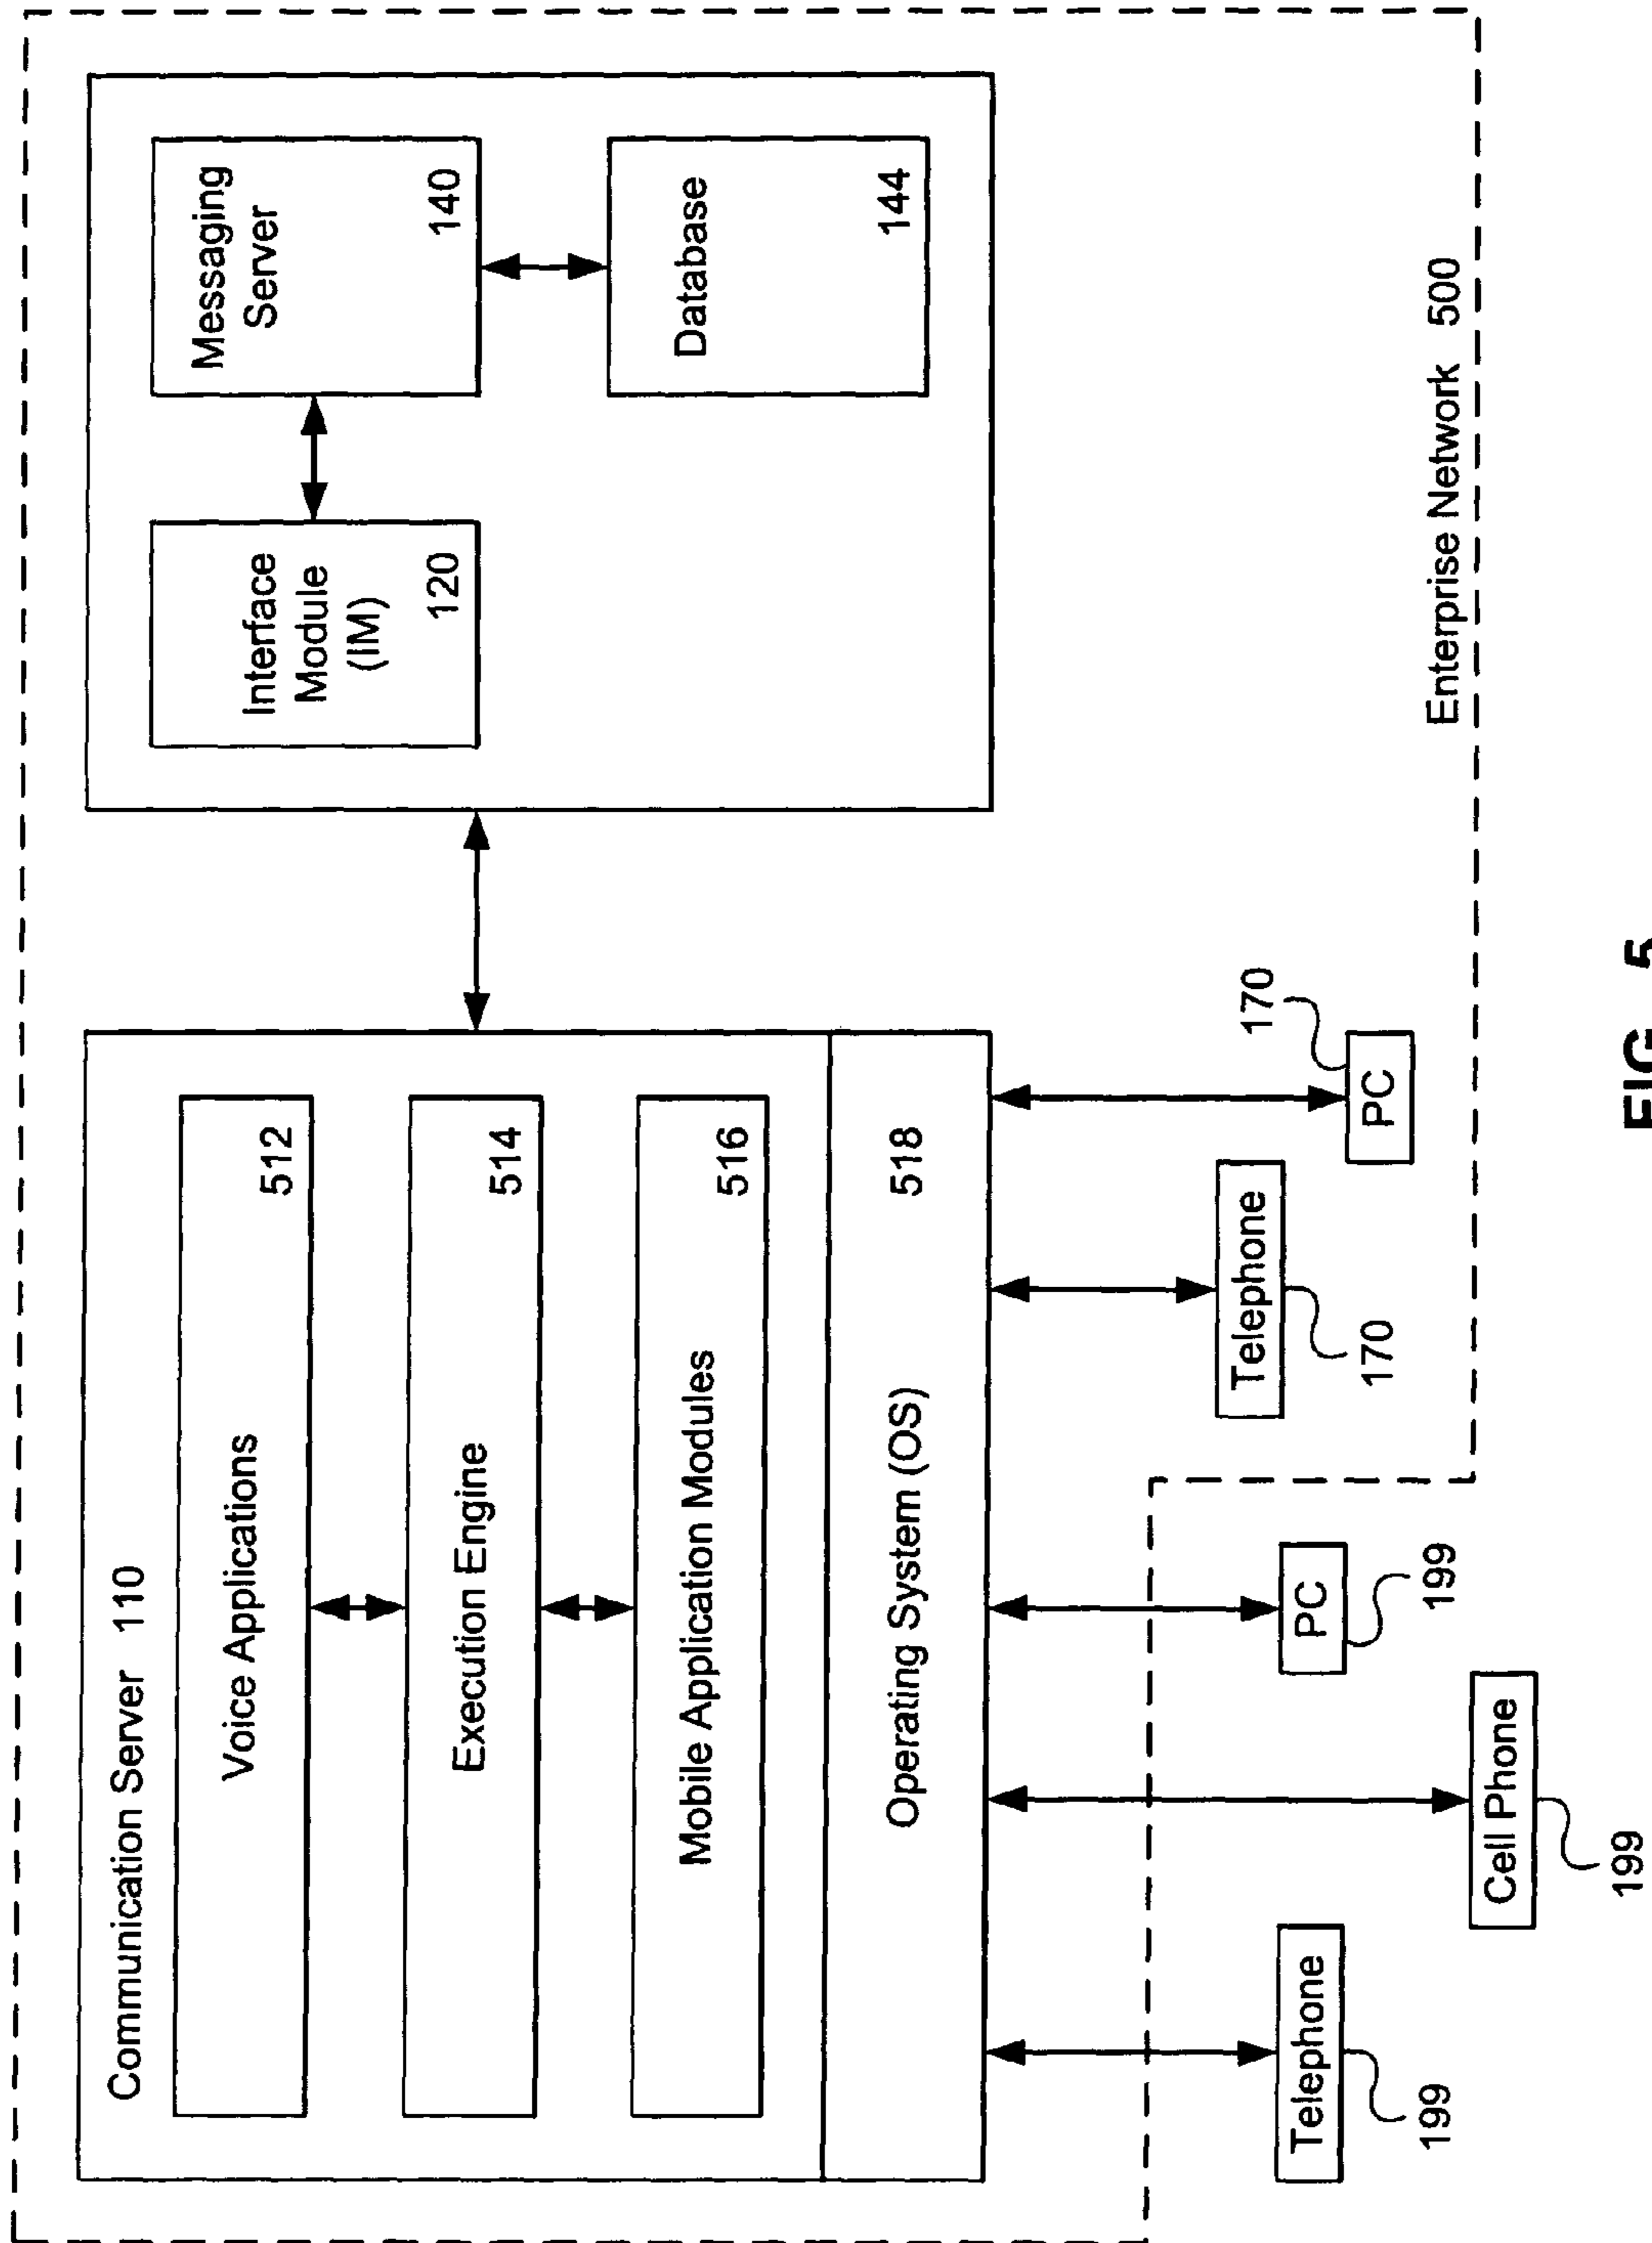 Communication Server 110
Voice Applications
512
Execution Engine
514
Mobile Application Modules
516
Operating System (OS)
518
Interface
Module
(IM)
120
Messaging
Server
140
Database
144
Telephone
199
Cell Phone
199
PC
199
Telephone
170
PC
170
Enterprise Network 500
FIG. 5